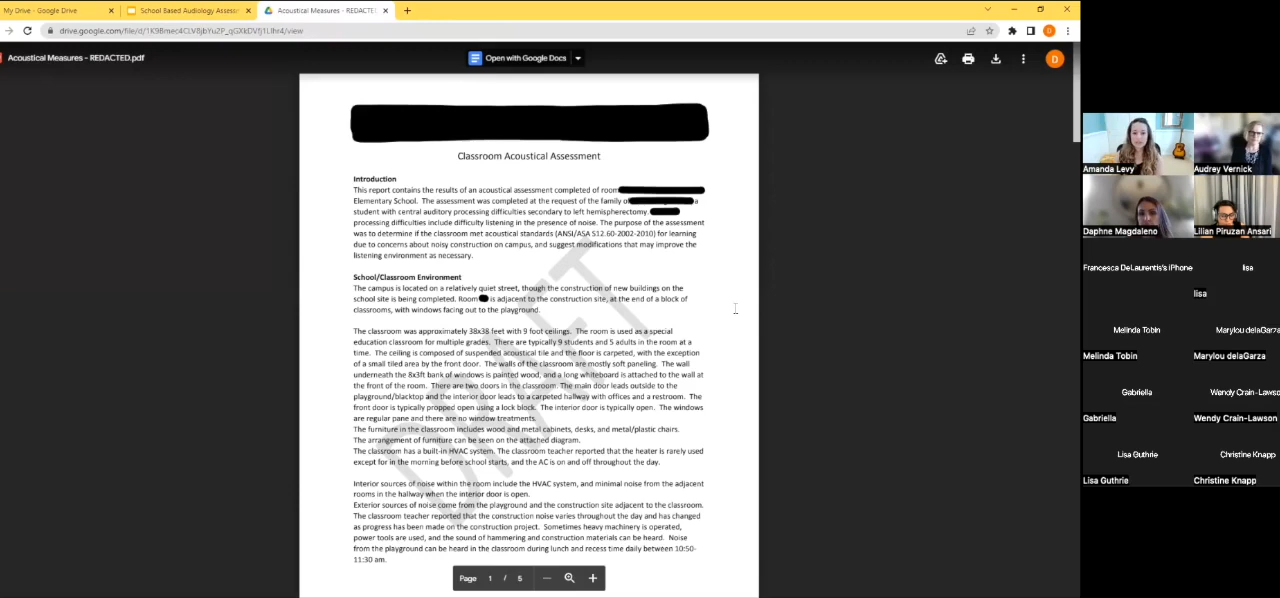 My Drive - Google Drive
School Based Audiology Assessm
Acoustical Measures - REDACTED
drive.google.com/file/d/
/view
D
Acoustical Measures - REDACTED.pdf
Open with Google Docs
D
Classroom Acoustical Assessment
Introduction
This report contains the results of an acoustical assessment completed of room
Elementary School. The assessment was completed at the request of the family of a
student with central auditory processing difficulties secondary to left hemispherectomy.
processing difficulties include difficulty listening in the presence of noise. The purpose of the assessment
was to determine if the classroom met acoustical standards (ANSI/ASA S12.60-2002-2010) for learning
due to concerns about noisy construction on campus, and suggest modifications that may improve the
listening environment as necessary.
School/Classroom Environment
The campus is located on a relatively quiet street, though the construction of new buildings on the
school site is being completed. Room is adjacent to the construction site, at the end of a block of
classrooms, with windows facing out to the playground.
The classroom was approximately 38x38 feet with 9 foot ceilings. The room is used as a special
education classroom for multiple grades. There are typically 9 students and 5 adults in the room at a
time. The ceiling is composed of suspended acoustical tile and the floor is carpeted, with the exception
of a small tiled area by the front door. The walls of the classroom are mostly soft paneling. The wall
underneath the 8x3ft bank of windows is painted wood, and a long whiteboard is attached to the wall at
the front of the room. There are two doors in the classroom. The main door leads outside to the
playground/blacktop and the interior door leads to a carpeted hallway with offices and a restroom. The
front door is typically propped open using a lock block. The interior door is typically open. The windows
are regular pane and there are no window treatments.
The furniture in the classroom includes wood and metal cabinets, desks, and metal/plastic chairs.
The arrangement of furniture can be seen on the attached diagram.
The classroom has a built-in HVAC system. The classroom teacher reported that the heater is rarely used
except for in the morning before school starts, and the AC is on and off throughout the day.
Interior sources of noise within the room include the HVAC system, and minimal noise from the adjacent
rooms in the hallway when the interior door is open.
Exterior sources of noise come from the playground and the construction site adjacent to the classroom.
The classroom teacher reported that the construction noise varies throughout the day and has changed
as progress has been made on the construction project. Sometimes heavy machinery is operated,
power tools are used, and the sound of hammering and construction materials can be heard. Noise
from the playground can be heard in the classroom during lunch and recess time daily between 10:50-
11:30 am.
DRAFT
Page 1 / 5
Amanda Levy
Audrey Vernick
Daphne Magdaleno
Lilian Piruzan Ansari
Francesca DeLaurentis's iPhone
lisa
lisa
Melinda Tobin
Marylou delaGarza
Melinda Tobin
Marylou delaGarza
Gabriella
Wendy Crain-Lawson
Gabriella
Wendy Crain-Lawson
Lisa Guthrie
Christine Knapp
Lisa Guthrie
Christine Knapp